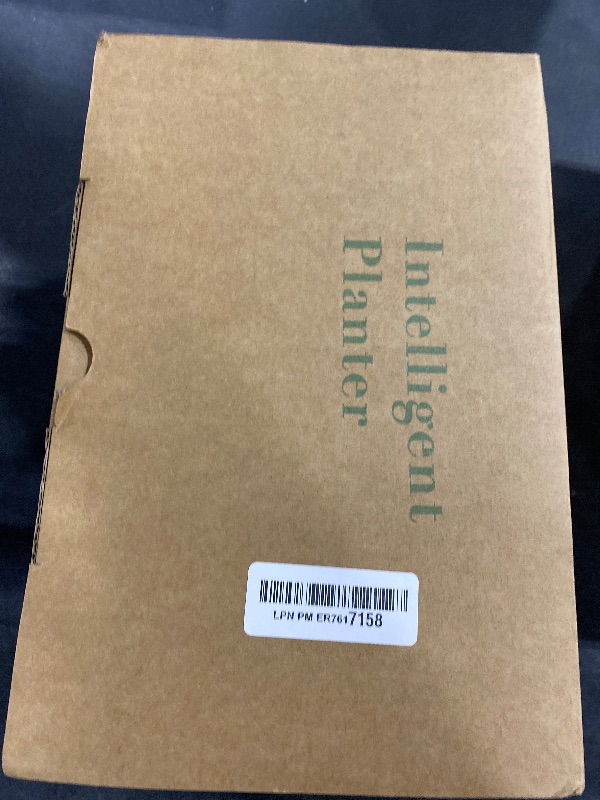 Intelligent
Planter
LPN PM ER7617158